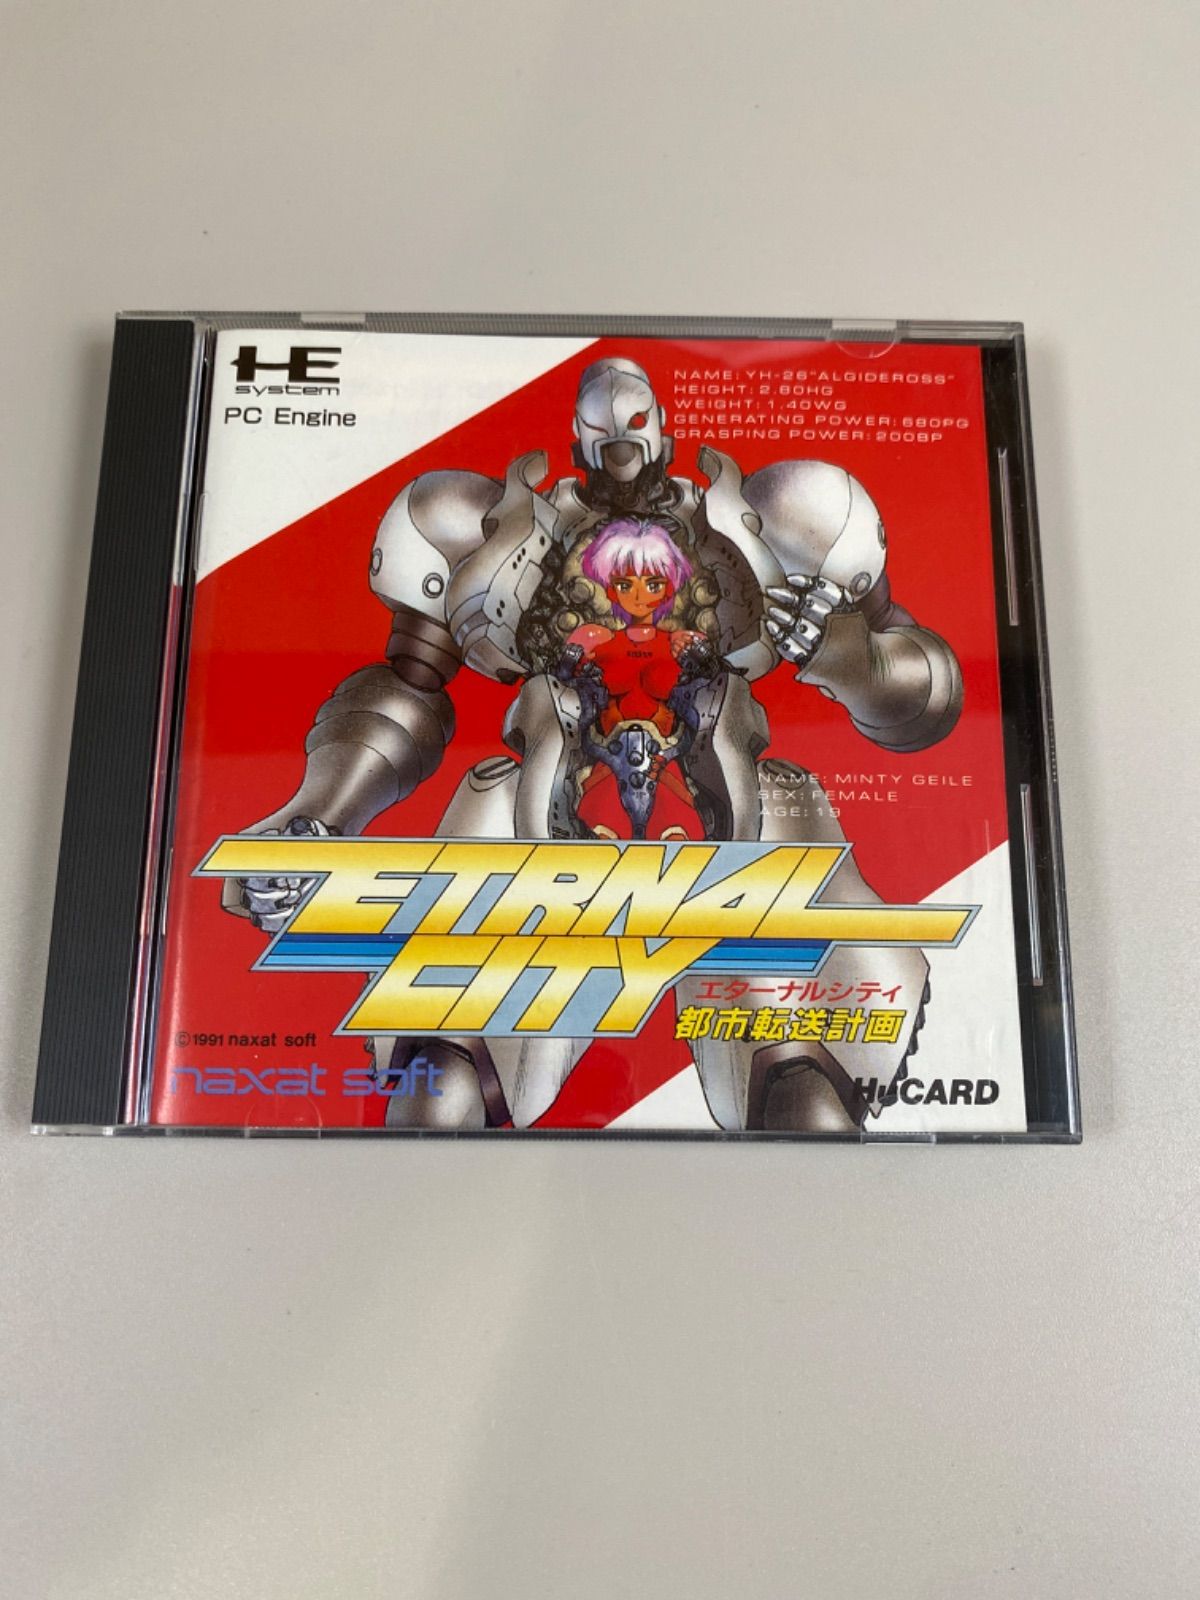 HE
system
PC Engine
NAME: YH-26"ALGIDEROSS"
HEIGHT: 2.80HG
WEIGHT: 1.40WG
GENERATING POWER: 680PG
GRASPING POWER: 200BP
NAME: MINTY GEILE
SEX: FEMALE
AGE: 19
ETRNAL
CITY
エターナルシティ
都市転送計画
©1991 naxat soft
naxat soft
HuCARD